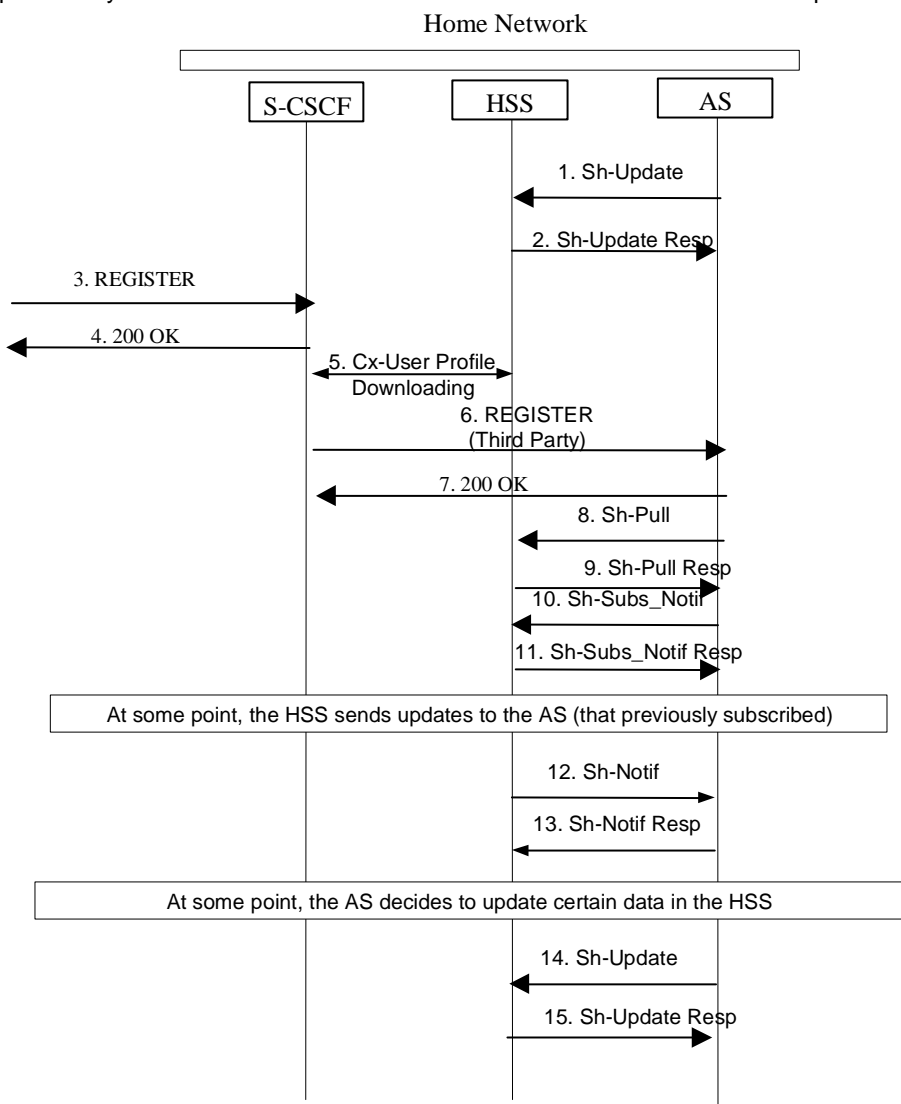 Home Network
S-CSCF
HSS
AS
1. Sh-Update
2. Sh-Update Resp
3. REGISTER
4. 200 OK
5. Cx-User Profile
Downloading
6. REGISTER
(Third Party)
7. 200 OK
8. Sh-Pull
9. Sh-Pull Resp
10. Sh-Subs_Notif
11. Sh-Subs_Notif Resp
At some point, the HSS sends updates to the AS (that previously subscribed)
12. Sh-Notif
13. Sh-Notif Resp
At some point, the AS decides to update certain data in the HSS
14. Sh-Update
15. Sh-Update Resp